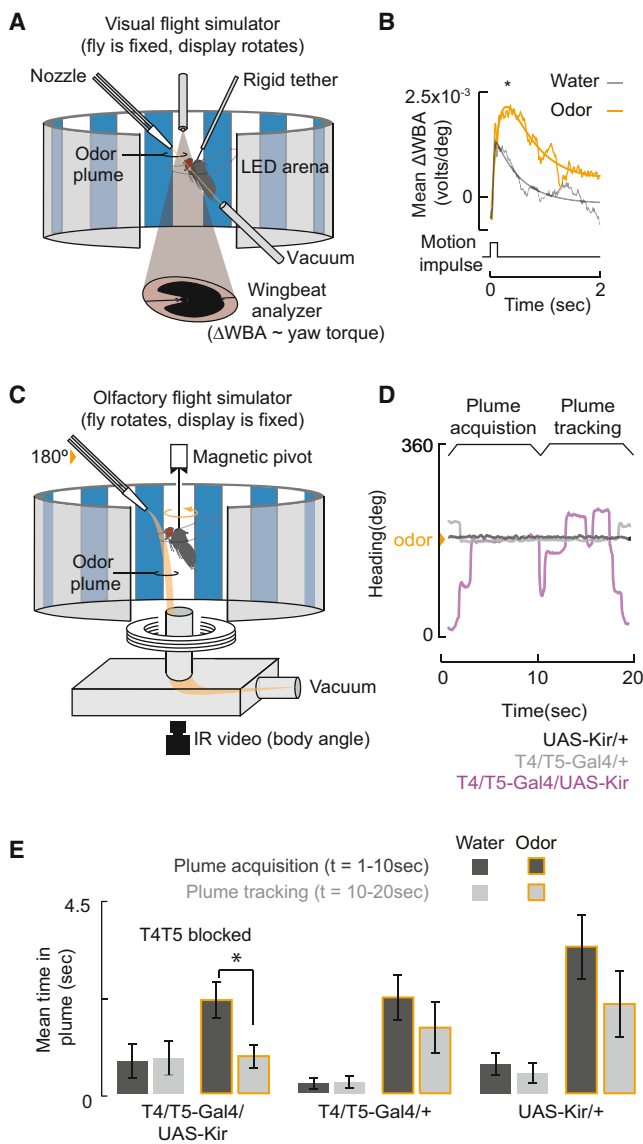 A
Visual flight simulator
(fly is fixed, display rotates)
Nozzle
Rigid tether
Odor
plume
LED arena
Vacuum
Wingbeat
analyzer
(ΔWBA ~ yaw torque)
B
Water
Odor
*
2.5x10⁻³
0
Mean ΔWBA
(volts/deg)
Motion
impulse
0
2
Time (sec)
C
Olfactory flight simulator
(fly rotates, display is fixed)
180º
Magnetic pivot
Odor
plume
Vacuum
IR video (body angle)
D
Plume
acquistion
Plume
tracking
360
Heading(deg)
odor
0
0
10
20
Time(sec)
UAS-Kir/+
T4/T5-Gal4/+
T4/T5-Gal4/UAS-Kir
E
Water
Odor
Plume acquisition (t = 1-10sec)
Plume tracking (t = 10-20sec)
4.5
0
Mean time in
plume (sec)
T4T5 blocked
*
T4/T5-Gal4/
UAS-Kir
T4/T5-Gal4/+
UAS-Kir/+